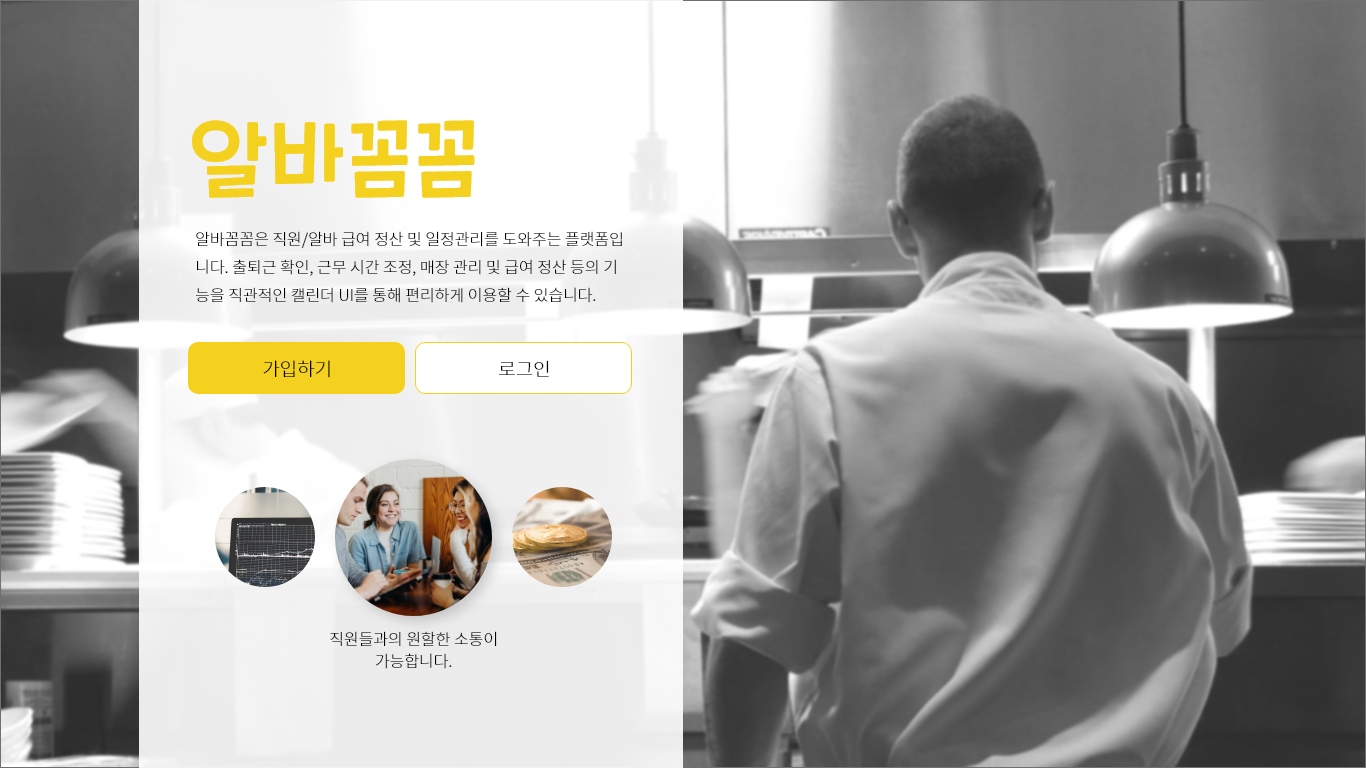 알바꼼꼼
알바꼼꼼은 직원/알바 급여 정산 및 일정관리를 도와주는 플랫폼입
니다. 출퇴근 확인, 근무 시간 조정, 매장 관리 및 급여 정산 등의 기
능을 직관적인 캘린더 UI를 통해 편리하게 이용할 수 있습니다.
가입하기
로그인
직원들과의 원할한 소통이
가능합니다.